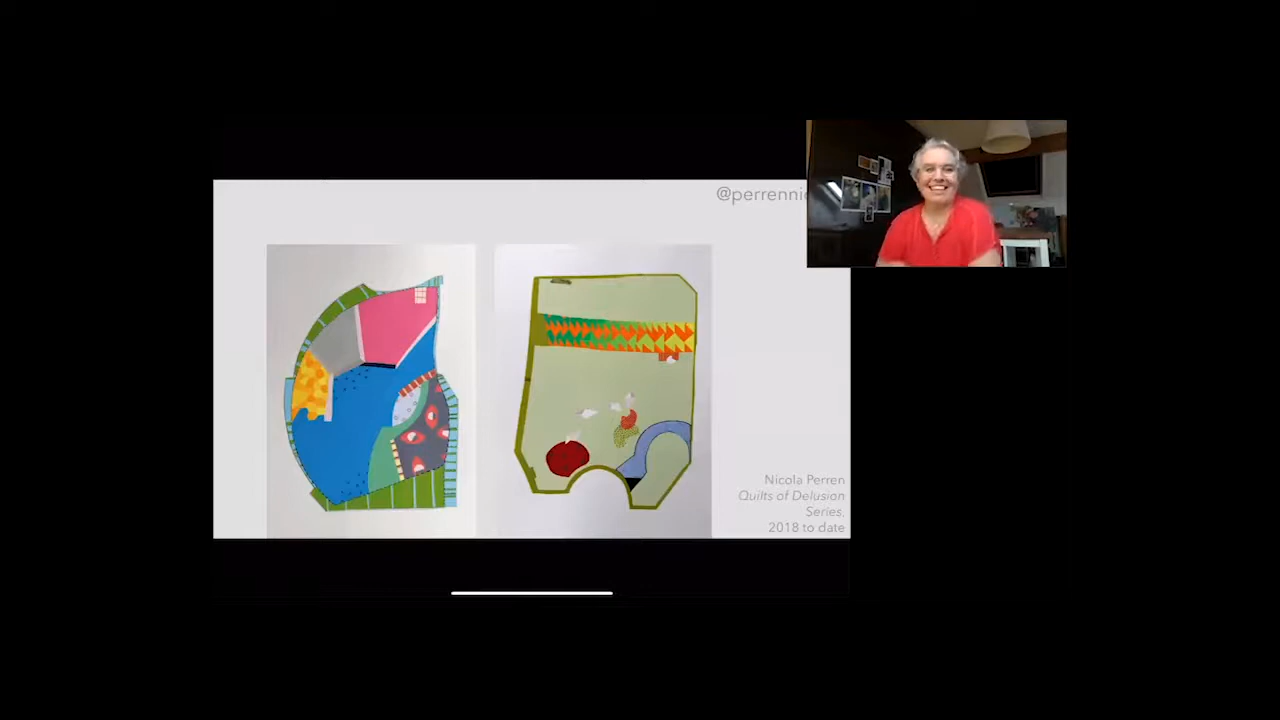 @perrenni
Nicola Perren
Quilts of Delusion
Series,
2018 to date